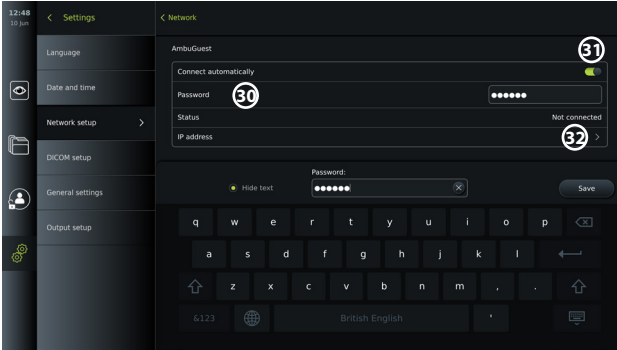 12:48
10 Jun
Settings
Network
Language
Date and time
Network setup
DICOM setup
General settings
Output setup
AmbuGuest
31
Connect automatically
Password 30 ●●●●●●
Status Not connected
IP address 32
Password:
Hide text ●●●●●● Save
q w e r t y u i o p
a s d f g h j k l
z x c v b n m , .
&123 British English '